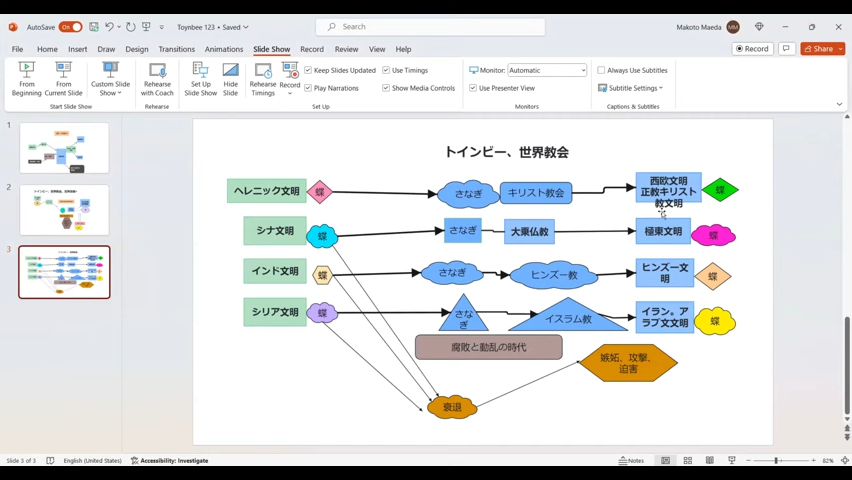 AutoSave On
Toynbee 123 • Saved
Search
Makoto Maeda
MM
File Home Insert Draw Design Transitions Animations Slide Show Record Review View Help
Record
Share
From Beginning
From Current Slide
Custom Slide Show
Rehearse with Coach
Set Up Slide Show
Hide Slide
Rehearse Timings
Record
Keep Slides Updated
Use Timings
Play Narrations
Show Media Controls
Monitor: Automatic
Use Presenter View
Always Use Subtitles
Subtitle Settings
Start Slide Show
Rehearse
Set Up
Monitors
Captions & Subtitles
1
2
3
トインビー、世界教会
ヘレニック文明
蝶
さなぎ
キリスト教会
西欧文明
正教キリスト
教文明
蝶
シナ文明
蝶
さなぎ
大乗仏教
極東文明
蝶
インド文明
蝶
さなぎ
ヒンズー教
ヒンズー文
明
蝶
シリア文明
蝶
さな
ぎ
イスラム教
イラン。ア
ラブ文文明
蝶
腐敗と動乱の時代
嫉妬、攻撃、
迫害
衰退
Slide 3 of 3
English (United States)
Accessibility: Investigate
Notes
82%